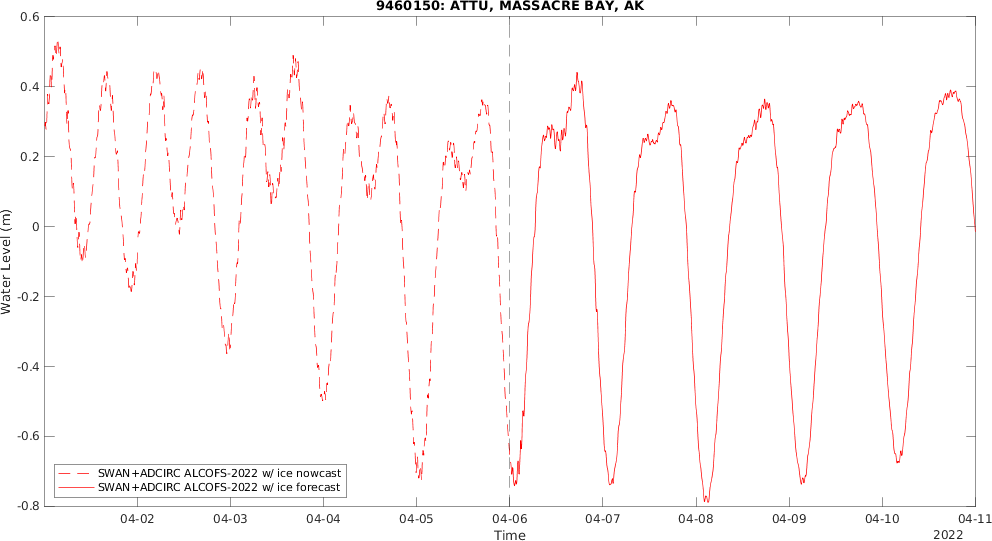 9460150: ATTU, MASSACRE BAY, AK
0.6
0.4
0.2
0
-0.2
-0.4
-0.6
-0.8
Water Level (m)
SWAN+ADCIRC ALCOFS-2022 w/ ice nowcast
SWAN+ADCIRC ALCOFS-2022 w/ ice forecast
04-02 04-03 04-04 04-05 04-06 04-07 04-08 04-09 04-10 04-11
Time
2022